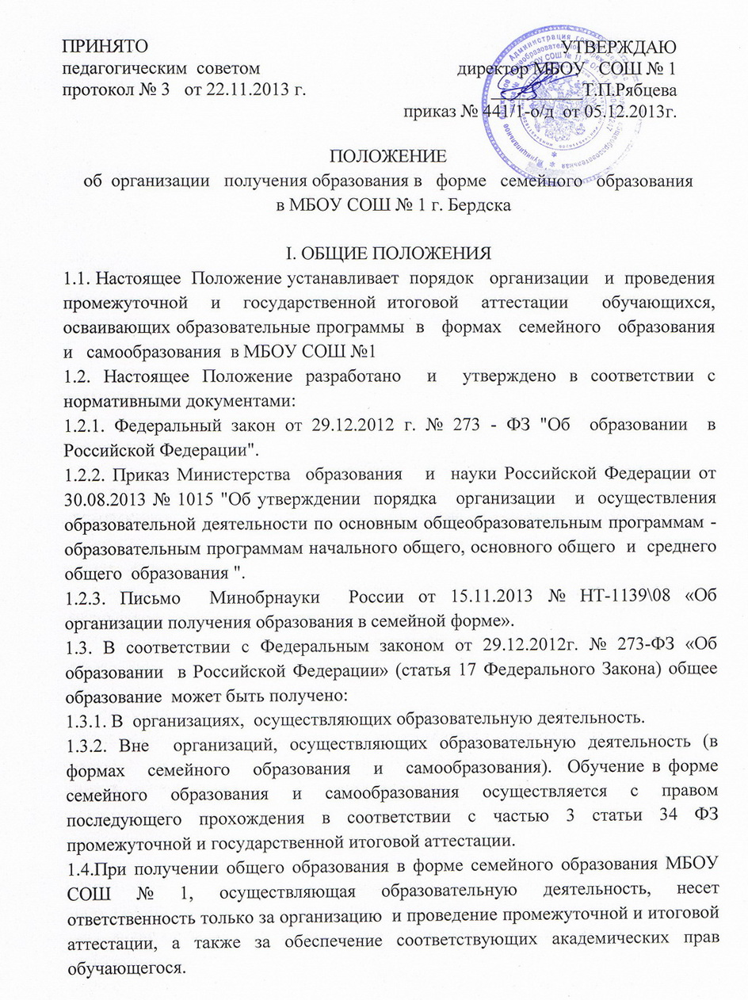 ПРИНЯТО УТВЕРЖДАЮ
педагогическим советом директор МБОУ СОШ № 1
протокол № 3 от 22.11.2013 г. __________Т.П.Рябцева
приказ № 441/1-о/д от 05.12.2013г.
ПОЛОЖЕНИЕ
об организации получения образования в форме семейного образования
в МБОУ СОШ № 1 г. Бердска
I. ОБЩИЕ ПОЛОЖЕНИЯ
1.1. Настоящее Положение устанавливает порядок организации и проведения
промежуточной и государственной итоговой аттестации обучающихся,
осваивающих образовательные программы в формах семейного образования
и самообразования в МБОУ СОШ №1
1.2. Настоящее Положение разработано и утверждено в соответствии с
нормативными документами:
1.2.1. Федеральный закон от 29.12.2012 г. № 273 - ФЗ "Об образовании в
Российской Федерации".
1.2.2. Приказ Министерства образования и науки Российской Федерации от
30.08.2013 № 1015 "Об утверждении порядка организации и осуществления
образовательной деятельности по основным общеобразовательным программам -
образовательным программам начального общего, основного общего и среднего
общего образования ".
1.2.3. Письмо Минобрнауки России от 15.11.2013 № НТ-1139\08 «Об
организации получения образования в семейной форме».
1.3. В соответствии с Федеральным законом от 29.12.2012г. № 273-ФЗ «Об
образовании в Российской Федерации» (статья 17 Федерального Закона) общее
образование может быть получено:
1.3.1. В организациях, осуществляющих образовательную деятельность.
1.3.2. Вне организаций, осуществляющих образовательную деятельность (в
формах семейного образования и самообразования). Обучение в форме
семейного образования и самообразования осуществляется с правом
последующего прохождения в соответствии с частью 3 статьи 34 ФЗ
промежуточной и государственной итоговой аттестации.
1.4.При получении общего образования в форме семейного образования МБОУ
СОШ № 1, осуществляющая образовательную деятельность, несет
ответственность только за организацию и проведение промежуточной и итоговой
аттестации, а также за обеспечение соответствующих академических прав
обучающегося.